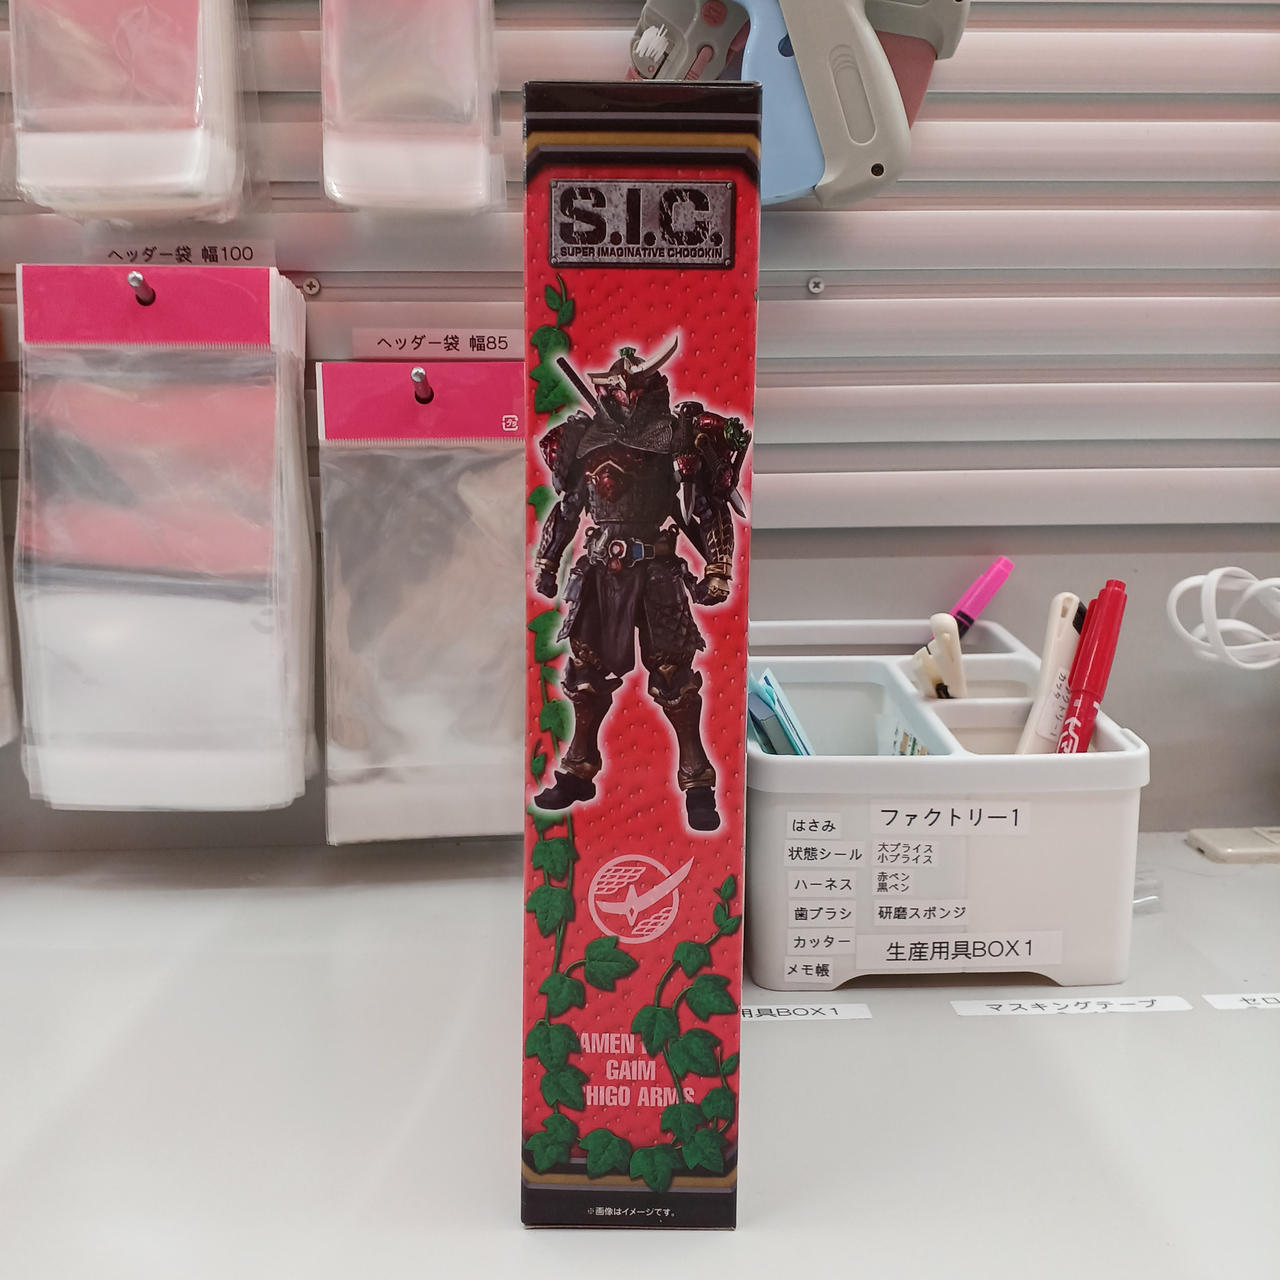 S.I.C.
SUPER IMAGINATIVE CHOGOKIN
AMEN
GAIM
HIGO ARMS
※画像はイメージです。
ヘッダー袋 幅100
ヘッダー袋 幅85
プラ
ファクトリー1
はさみ
状態シール
ハーネス
歯ブラシ
カッター
メモ帳
大プライス
小プライス
赤ペン
黒ペン
研磨スポンジ
生産用具BOX1
用具BOX1
マスキングテープ
セロ